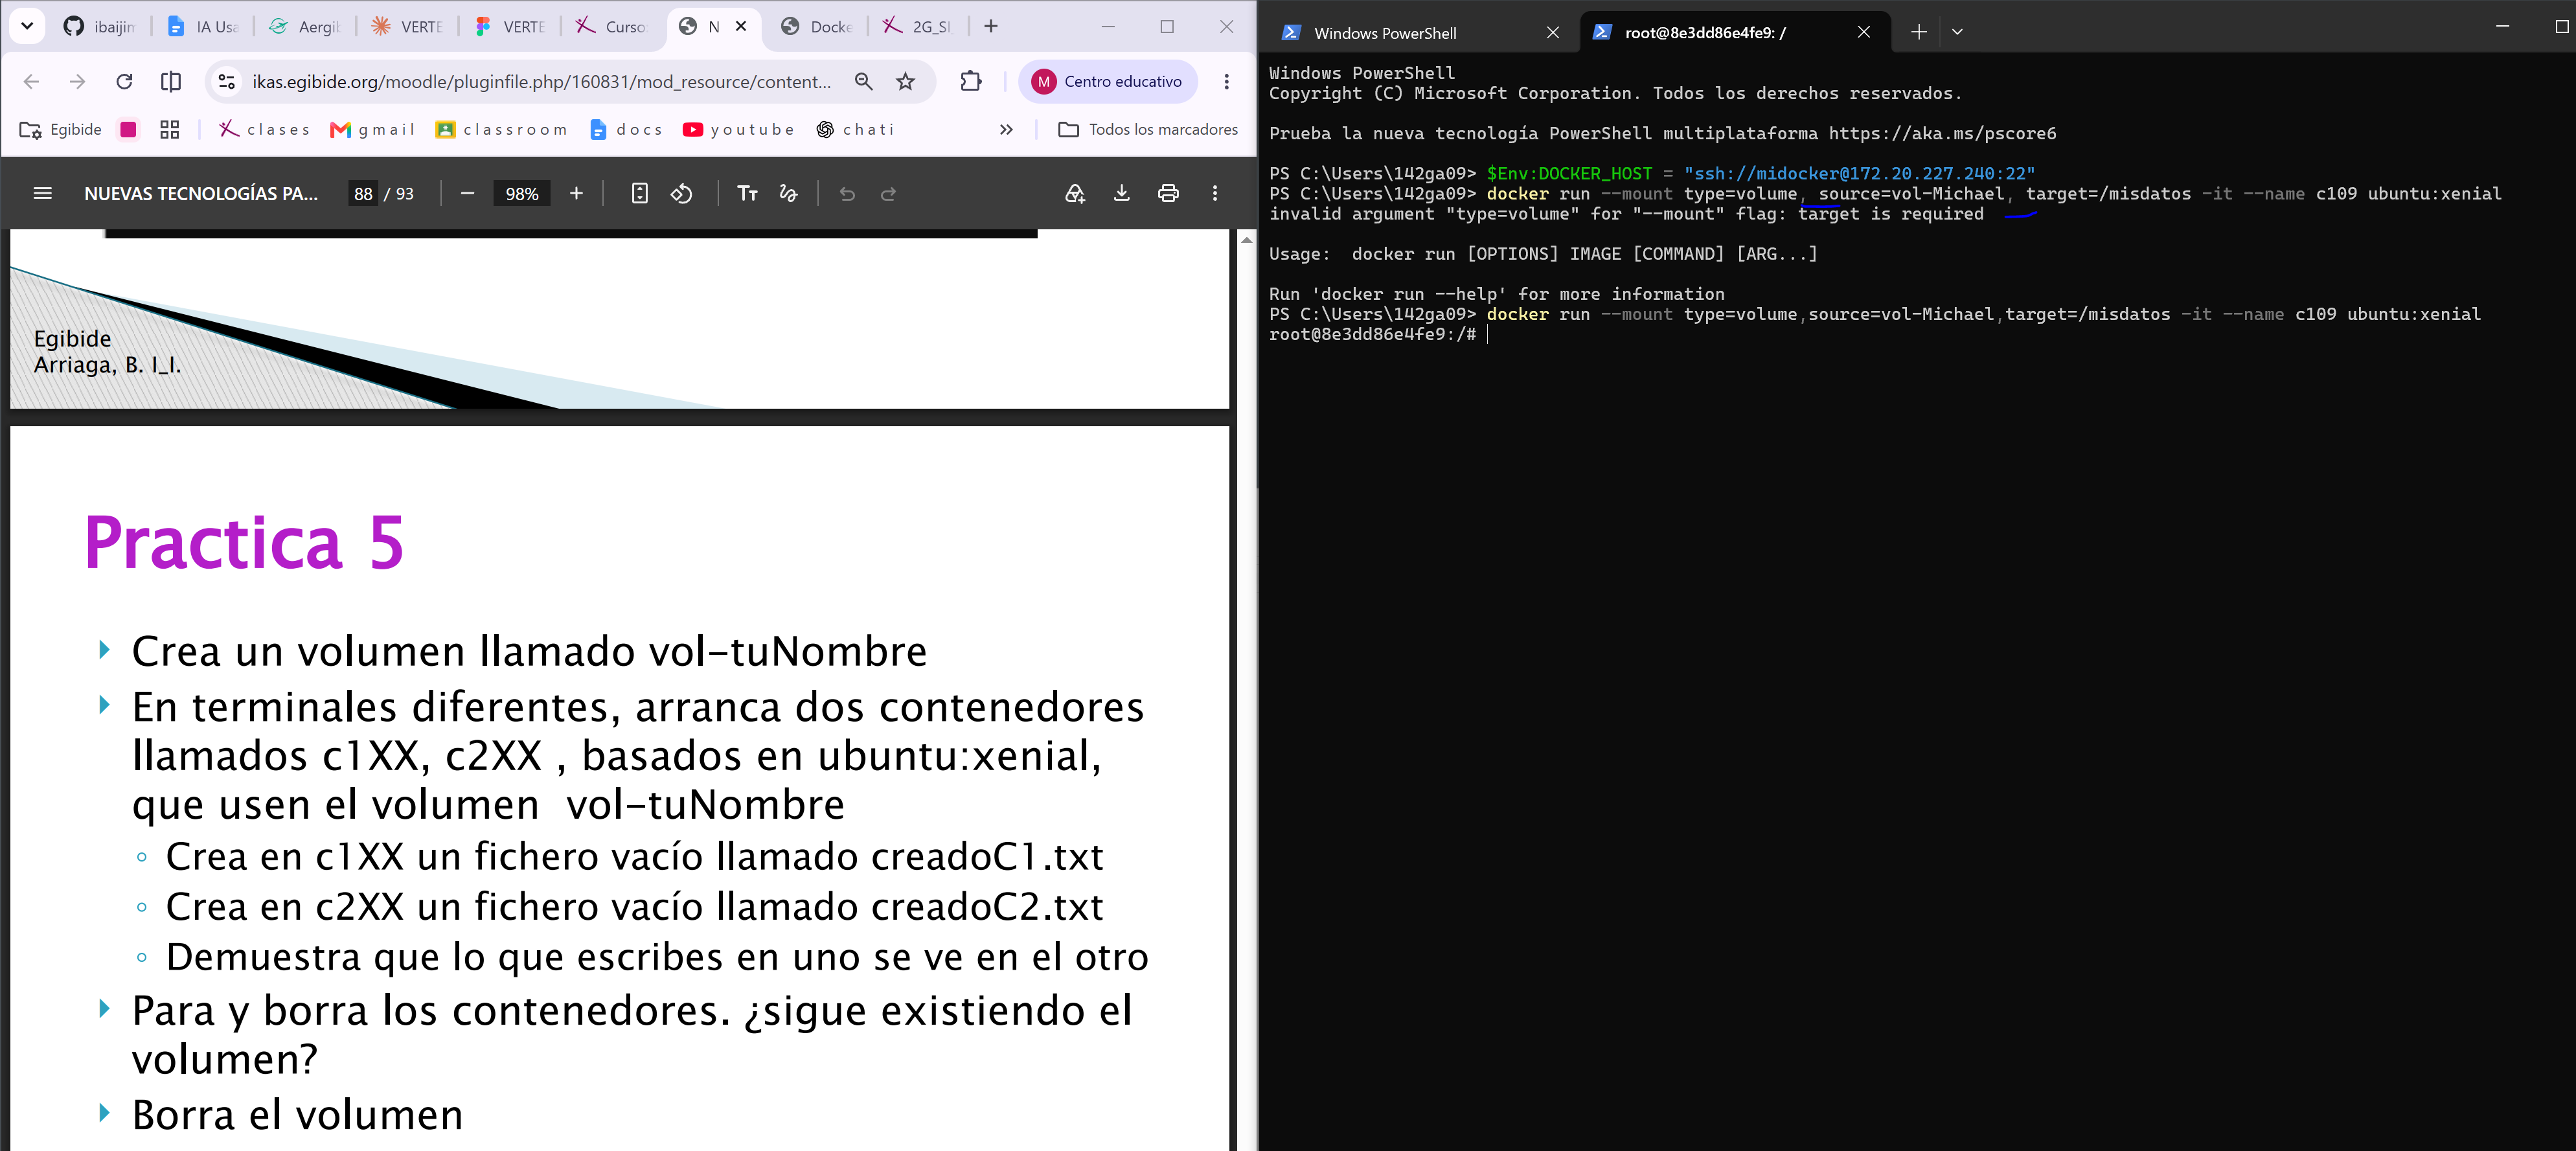 ibaijim
IA Usa
Aergib
VERTE
VERTE
Curso
N
Docke
2G_SI_
ikas.egibide.org/moodle/pluginfile.php/160831/mod_resource/content...
M Centro educativo
Egibide
clases
gmail
classroom
docs
youtube
chati
Todos los marcadores
NUEVAS TECNOLOGÍAS PA...
88 / 93
98%
Egibide
Arriaga, B. I_I.
Practica 5
Crea un volumen llamado vol-tuNombre
En terminales diferentes, arranca dos contenedores
llamados c1XX, c2XX , basados en ubuntu:xenial,
que usen el volumen  vol-tuNombre
Crea en c1XX un fichero vacío llamado creadoC1.txt
Crea en c2XX un fichero vacío llamado creadoC2.txt
Demuestra que lo que escribes en uno se ve en el otro
Para y borra los contenedores. ¿sigue existiendo el
volumen?
Borra el volumen
Windows PowerShell
root@8e3dd86e4fe9: /
Windows PowerShell
Copyright (C) Microsoft Corporation. Todos los derechos reservados.
Prueba la nueva tecnología PowerShell multiplataforma https://aka.ms/pscore6
PS C:\Users\142ga09> $Env:DOCKER_HOST = "ssh://midocker@172.20.227.240:22"
PS C:\Users\142ga09> docker run --mount type=volume, source=vol-Michael, target=/misdatos -it --name c109 ubuntu:xenial
invalid argument "type=volume" for "--mount" flag: target is required
Usage:  docker run [OPTIONS] IMAGE [COMMAND] [ARG...]
Run 'docker run --help' for more information
PS C:\Users\142ga09> docker run --mount type=volume,source=vol-Michael,target=/misdatos -it --name c109 ubuntu:xenial
root@8e3dd86e4fe9:/#